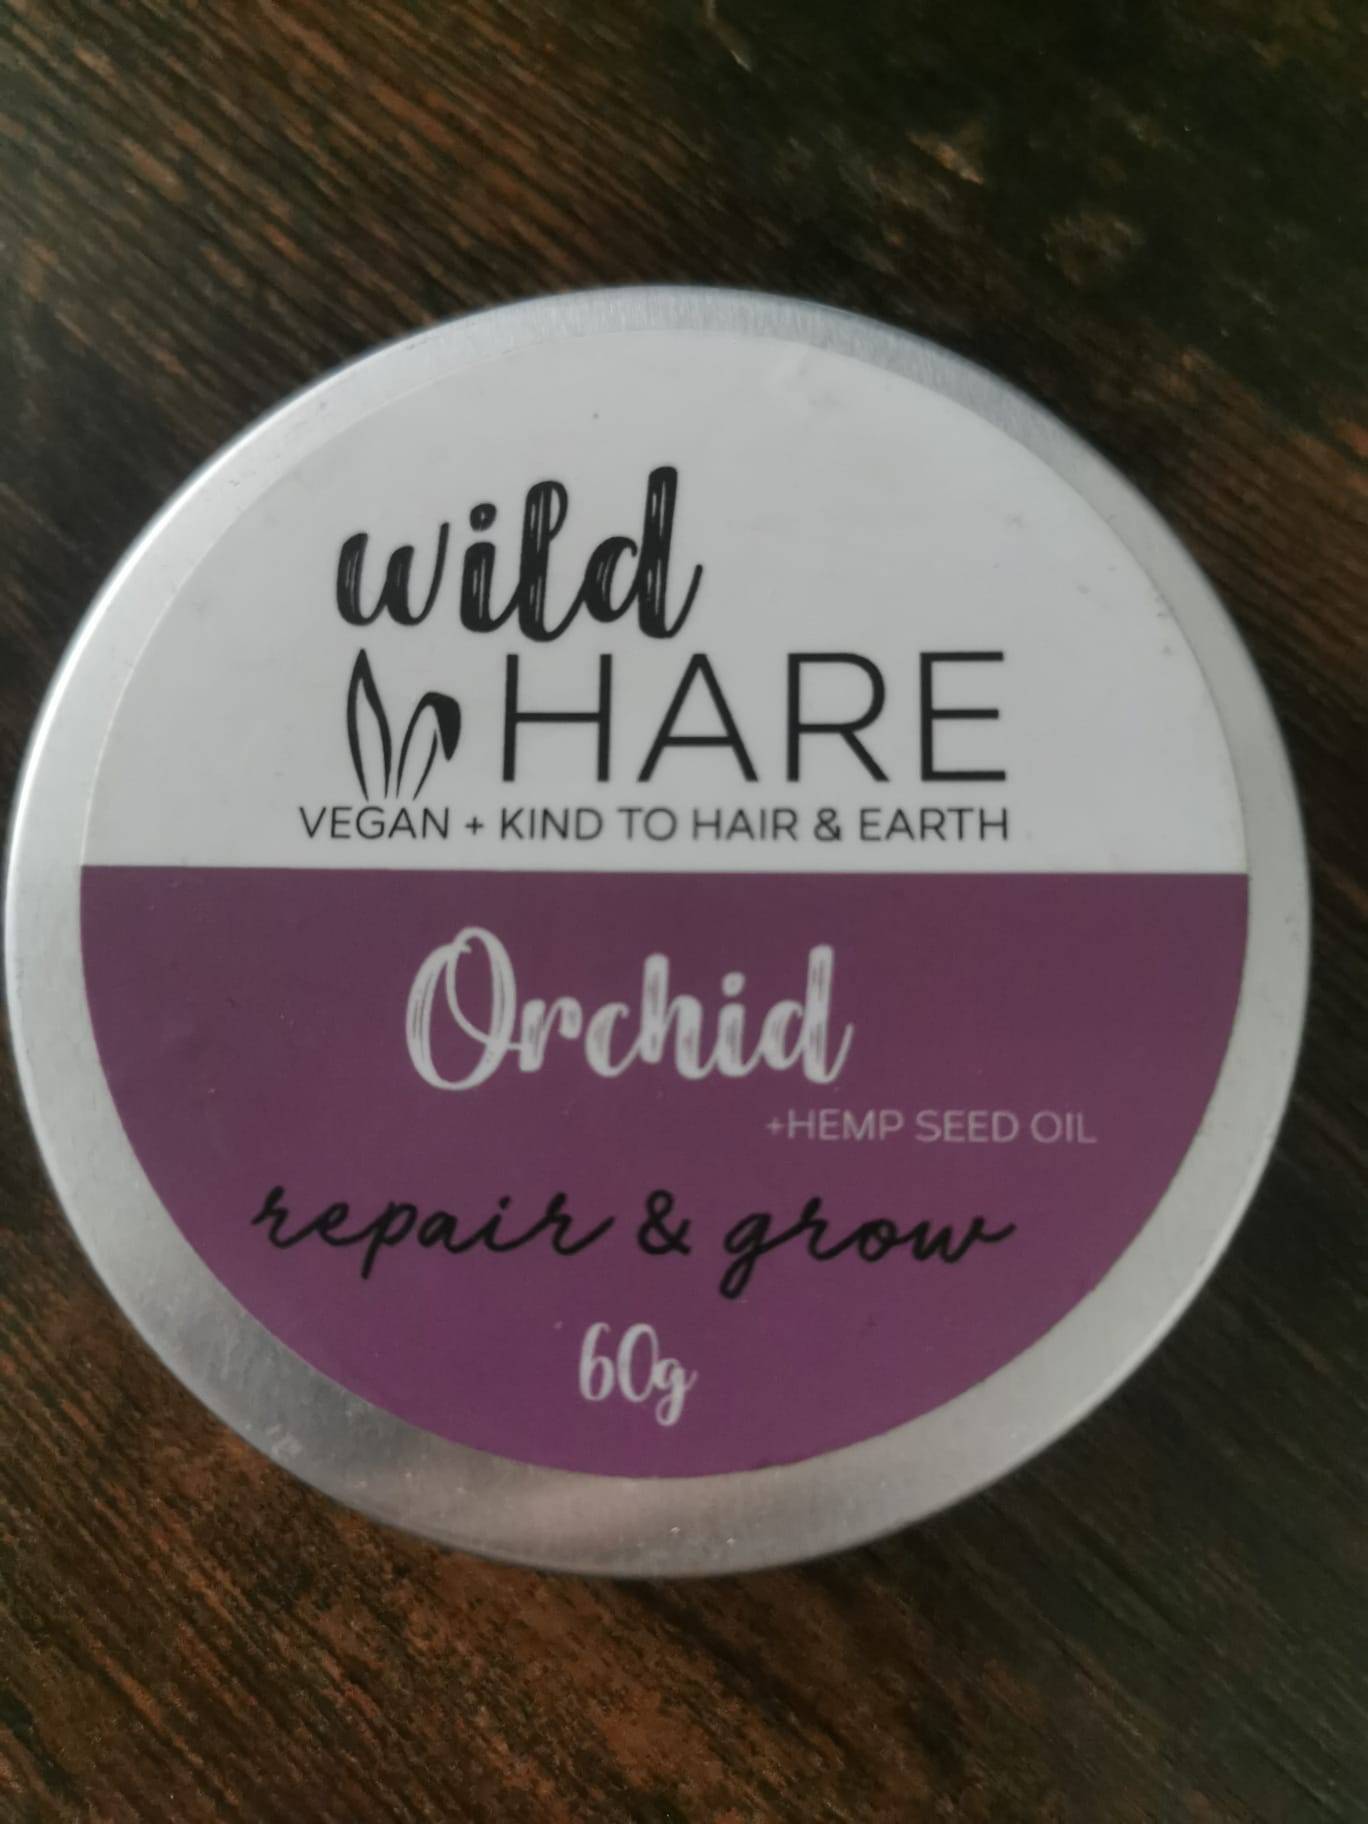 wild
HARE
VEGAN + KIND TO HAIR & EARTH
Orchid
+HEMP SEED OIL
repair & grow
60g